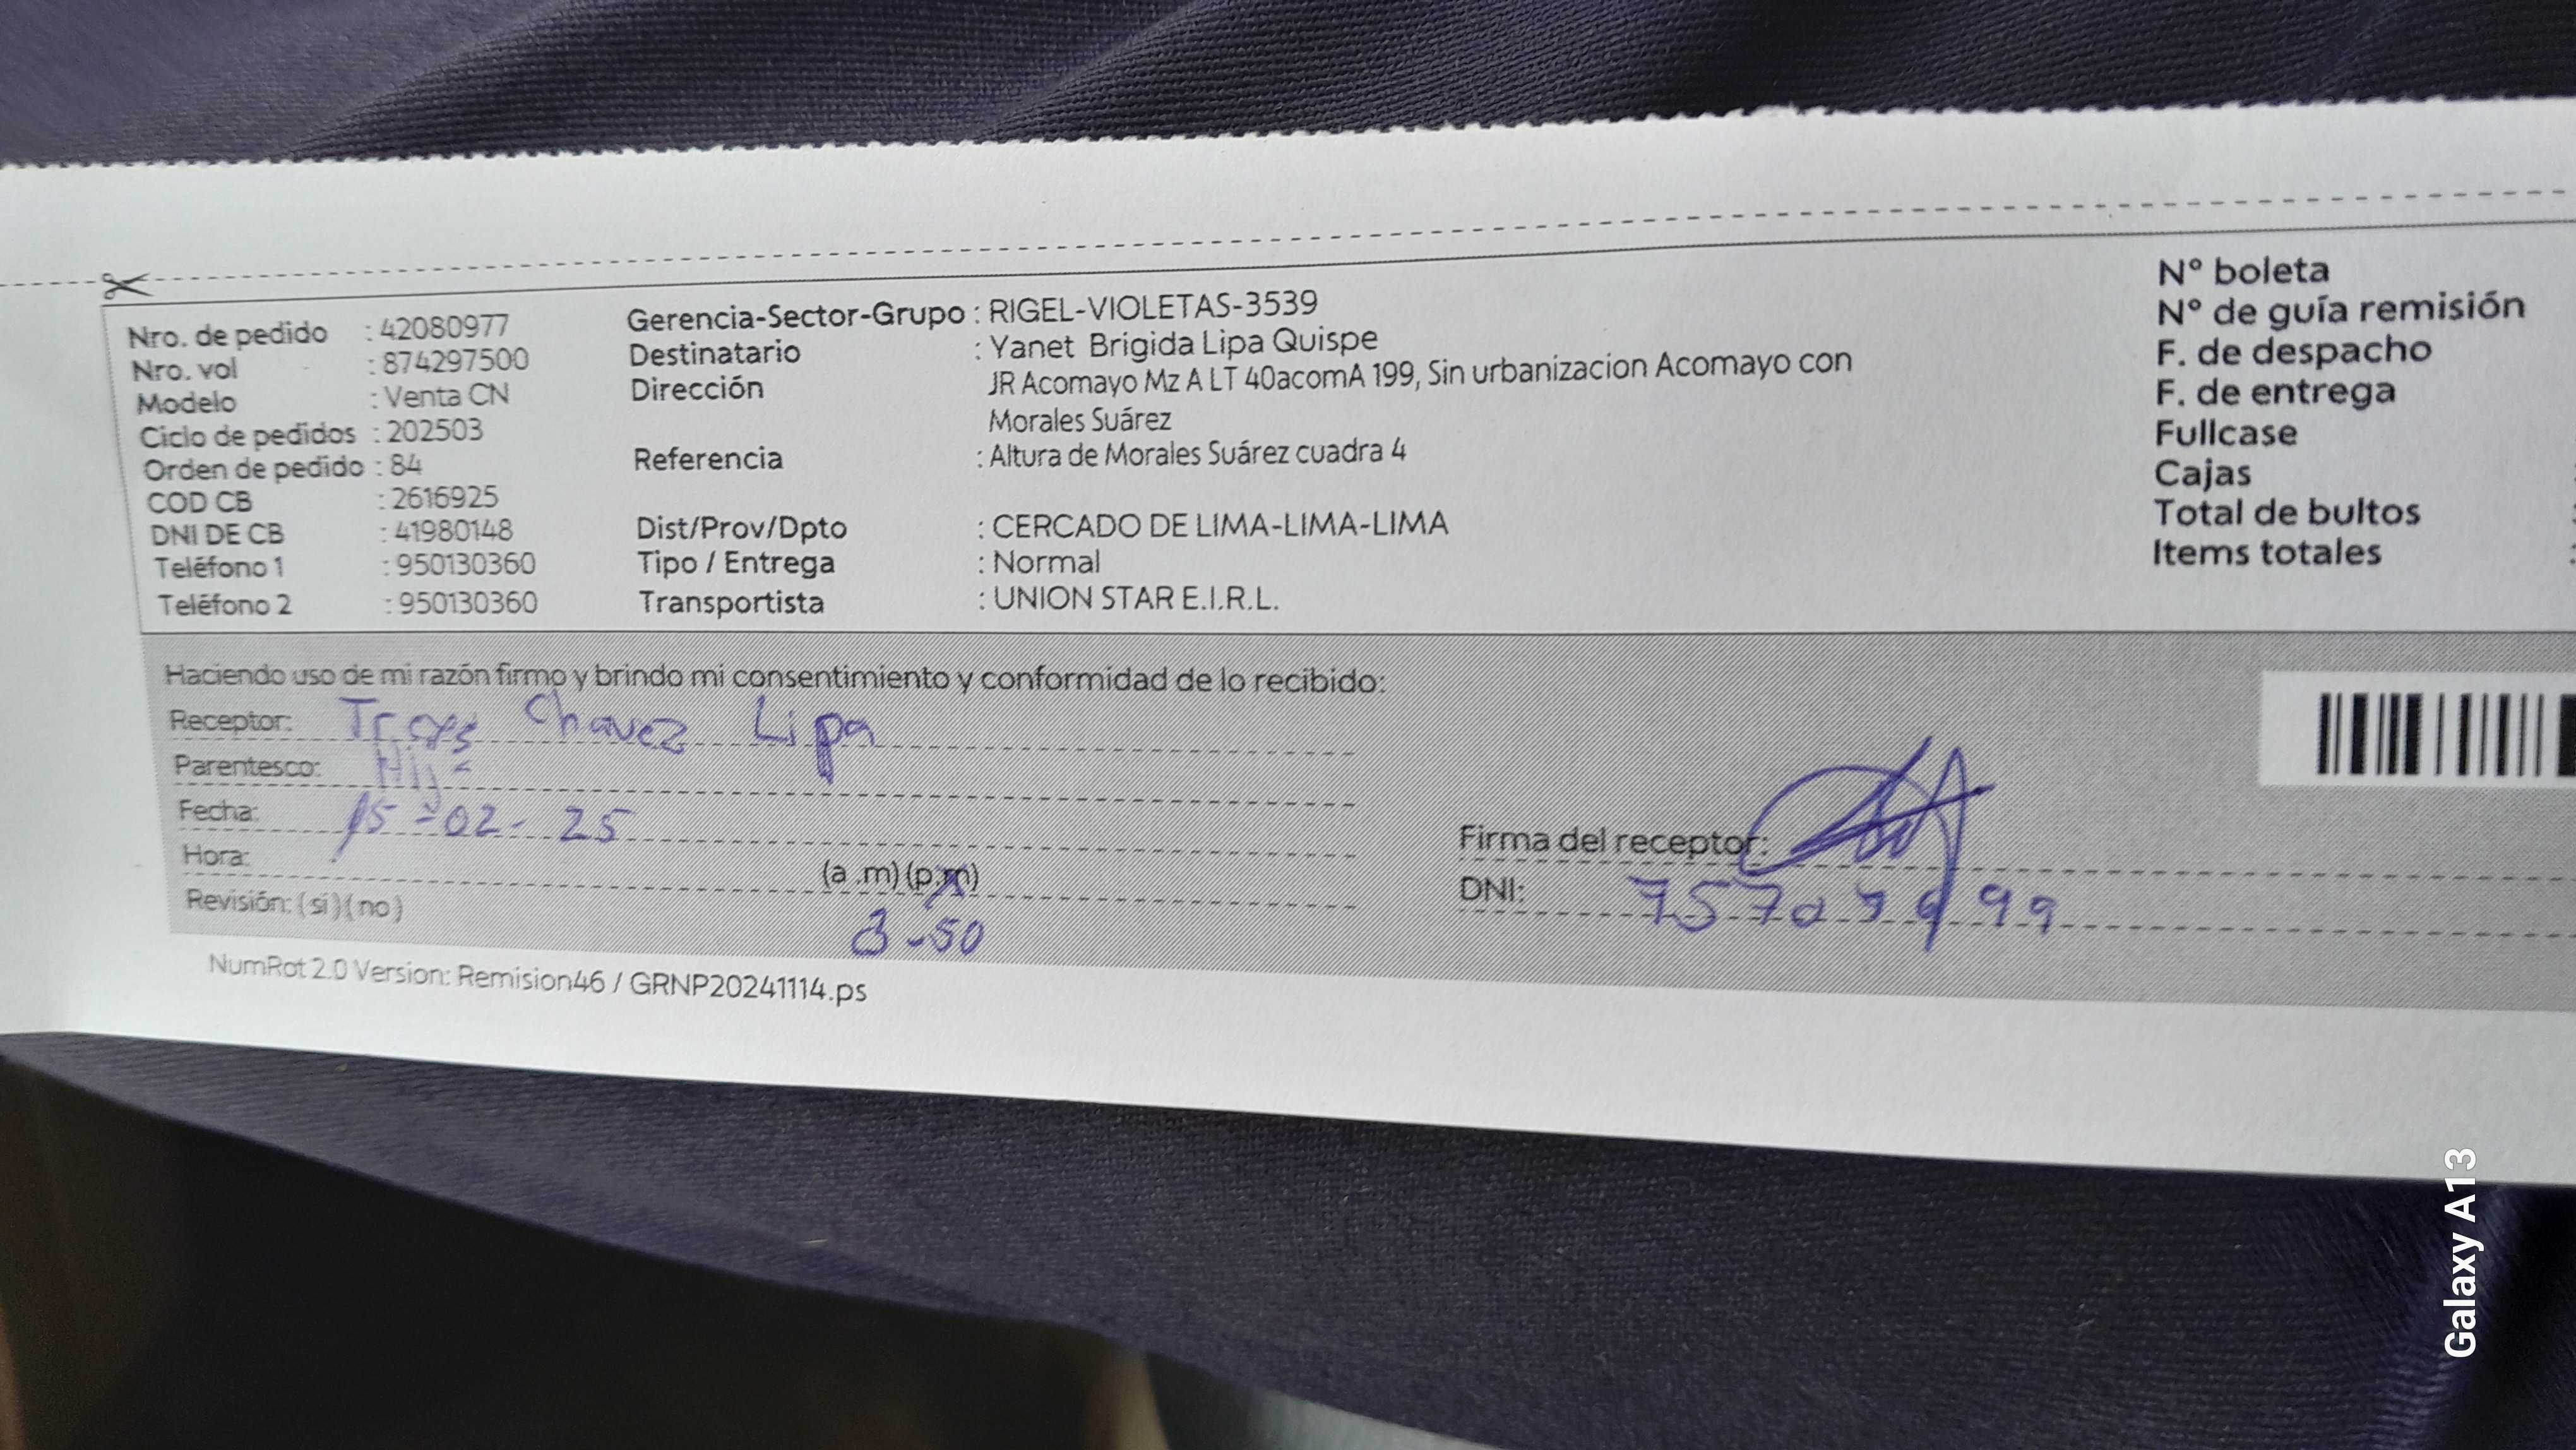 Nro. de pedido : 42080977
Nro. vol : 874297500
Modelo : Venta CN
Ciclo de pedidos : 202503
Orden de pedido : 84
COD CB : 2616925
DNI DE CB : 41980148
Teléfono 1 : 950130360
Teléfono 2 : 950130360
Gerencia-Sector-Grupo : RIGEL-VIOLETAS-3539
Destinatario : Yanet Brigida Lipa Quispe
Dirección JR Acomayo Mz A LT 40acomA 199, Sin urbanizacion Acomayo con
Morales Suárez
Referencia : Altura de Morales Suárez cuadra 4
Dist/Prov/Dpto : CERCADO DE LIMA-LIMA-LIMA
Tipo / Entrega : Normal
Transportista : UNION STAR E.I.R.L.
Nº boleta
Nº de guía remisión
F. de despacho
F. de entrega
Fullcase
Cajas
Total de bultos
Items totales
Haciendo uso de mi razón firmo y brindo mi consentimiento y conformidad de lo recibido:
Receptor: Chavez Lipa
Parentesco:
Fecha: 15-02-25
Hora: (a .m) (p.m)
3-50
Revisión: (si) (no)
Firma del receptor:
DNI:
NumRot 2.0 Version: Remision46 / GRNP20241114.ps
Galaxy A13